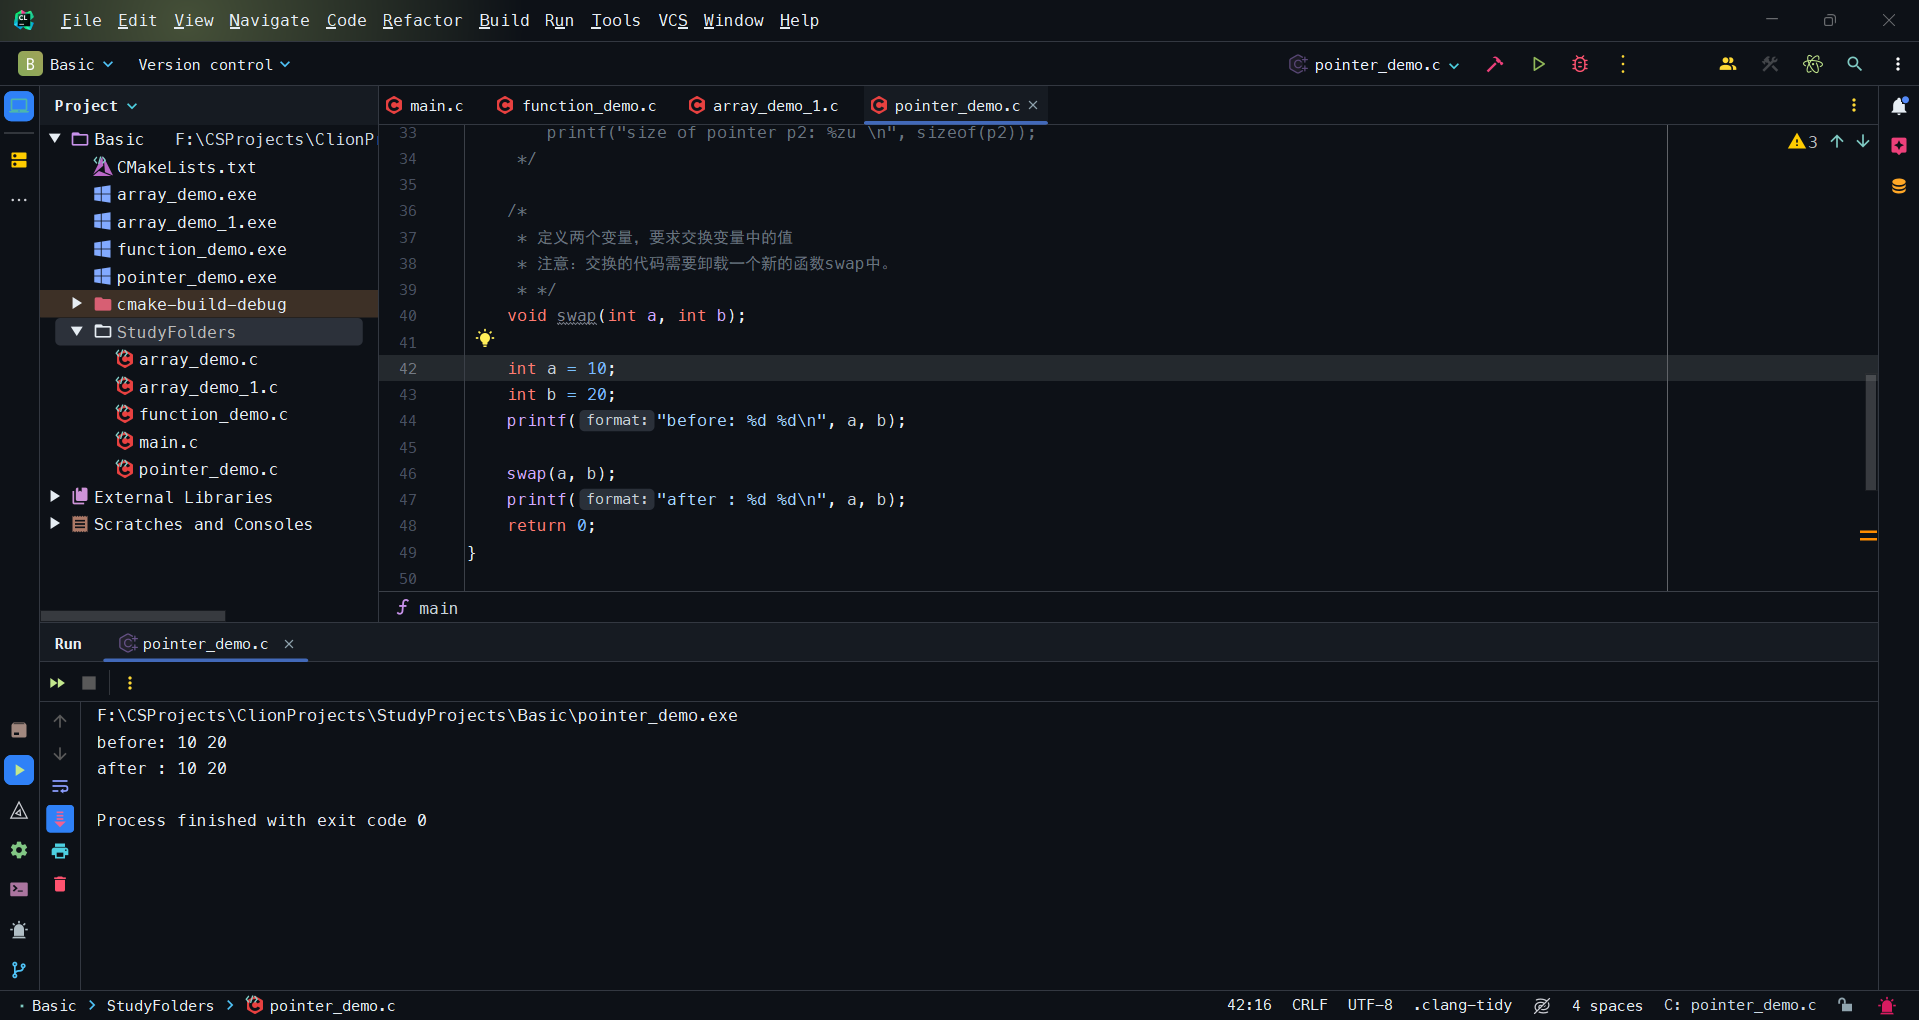 File Edit View Navigate Code Refactor Build Run Tools VCS Window Help
B Basic Version control pointer_demo.c
Project
main.c function_demo.c array_demo_1.c pointer_demo.c
Basic F:\CSProjects\ClionP
CMakeLists.txt
array_demo.exe
array_demo_1.exe
function_demo.exe
pointer_demo.exe
cmake-build-debug
StudyFolders
array_demo.c
array_demo_1.c
function_demo.c
main.c
pointer_demo.c
External Libraries
Scratches and Consoles
33 printf("size of pointer p2: %zu \n", sizeof(p2));
34 */
35
36 /*
37 * 定义两个变量，要求交换变量中的值
38 * 注意：交换的代码需要卸载一个新的函数swap中。
39 * */
40 void swap(int a, int b);
41
42 int a = 10;
43 int b = 20;
44 printf( format: "before: %d %d\n", a, b);
45
46 swap(a, b);
47 printf( format: "after : %d %d\n", a, b);
48 return 0;
49 }
50
3
main
Run pointer_demo.c
F:\CSProjects\ClionProjects\StudyProjects\Basic\pointer_demo.exe
before: 10 20
after : 10 20
Process finished with exit code 0
Basic StudyFolders pointer_demo.c 42:16 CRLF UTF-8 .clang-tidy 4 spaces C: pointer_demo.c